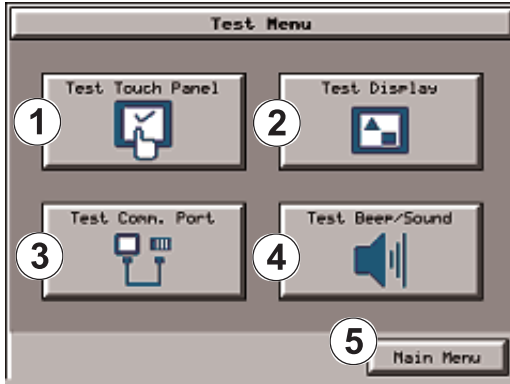 Test Menu
1
Test Touch Panel
2
Test Display
3
Test Comm. Port
4
Test Beep/Sound
5
Main Menu